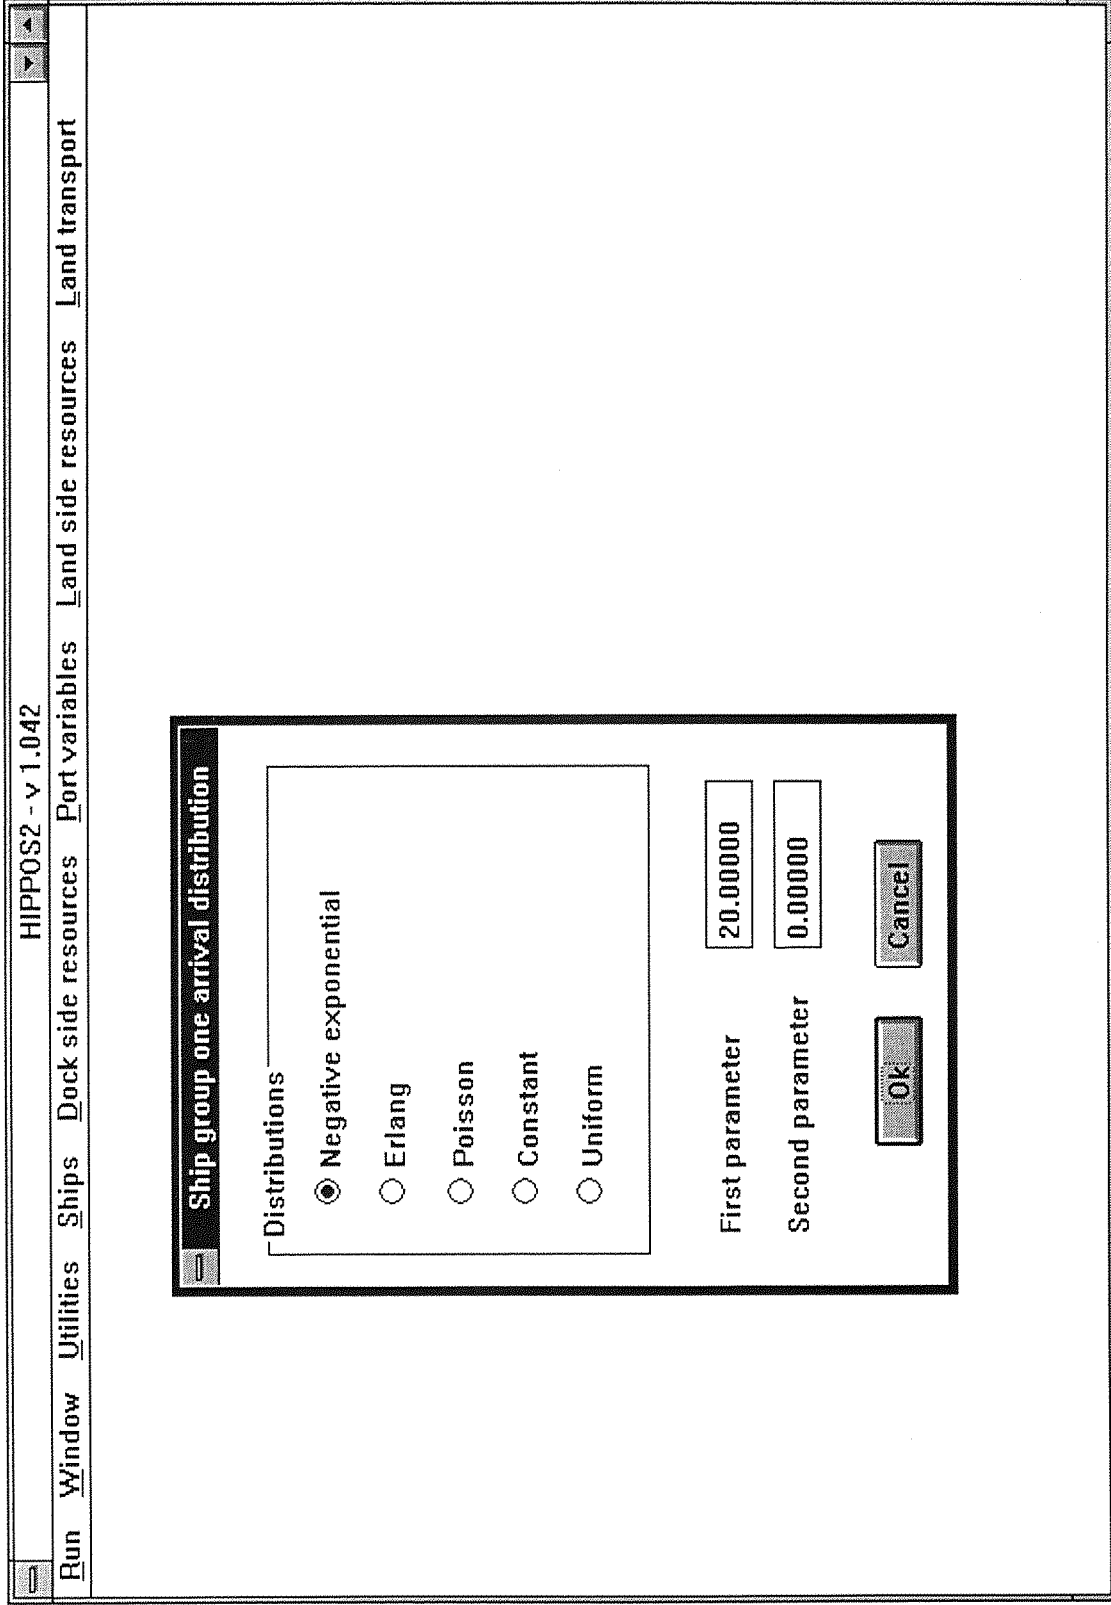 HIPPOS2 - v 1.042
Run Window Utilities Ships Dock side resources Port variables Land side resources Land transport
Ship group one arrival distribution
Distributions
Negative exponential
Erlang
Poisson
Constant
Uniform
First parameter 20.00000
Second parameter 0.00000
Ok Cancel